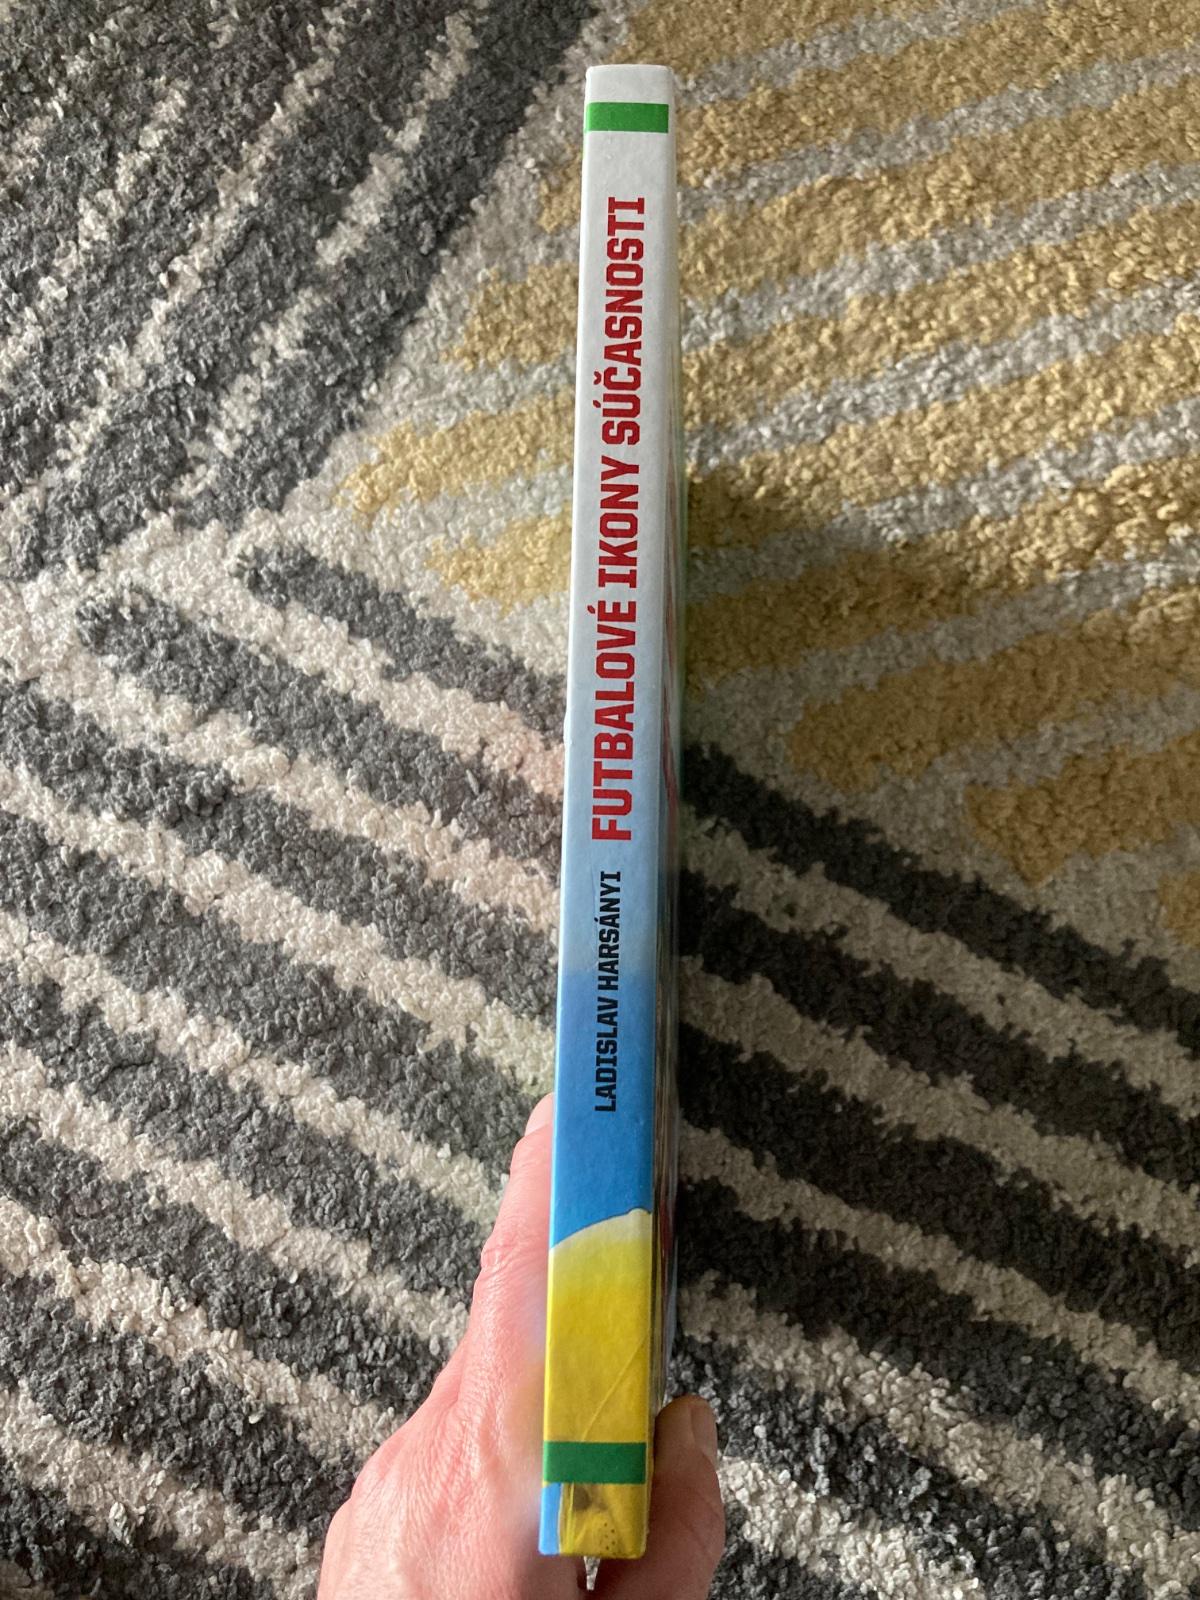 LADISLAV HARSÁNYI FUTBALOVÉ IKONY SÚČASNOSTI